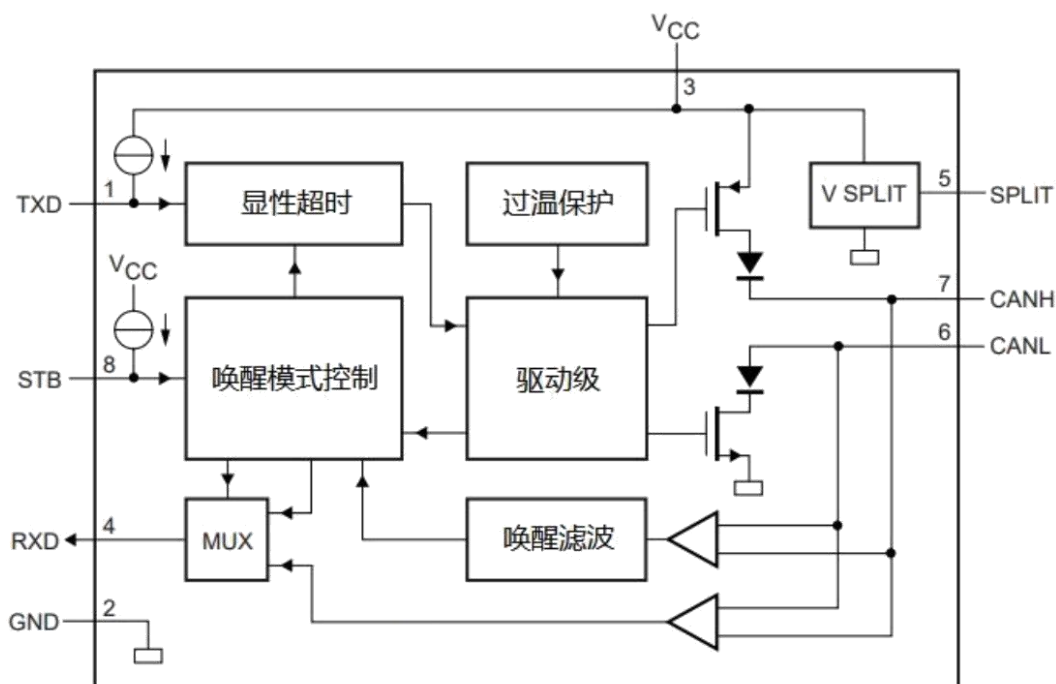 VCC
3
1
TXD
显性超时
过温保护
V SPLIT
5
SPLIT
VCC
7
CANH
6
CANL
8
STB
唤醒模式控制
驱动级
4
RXD
MUX
唤醒滤波
2
GND